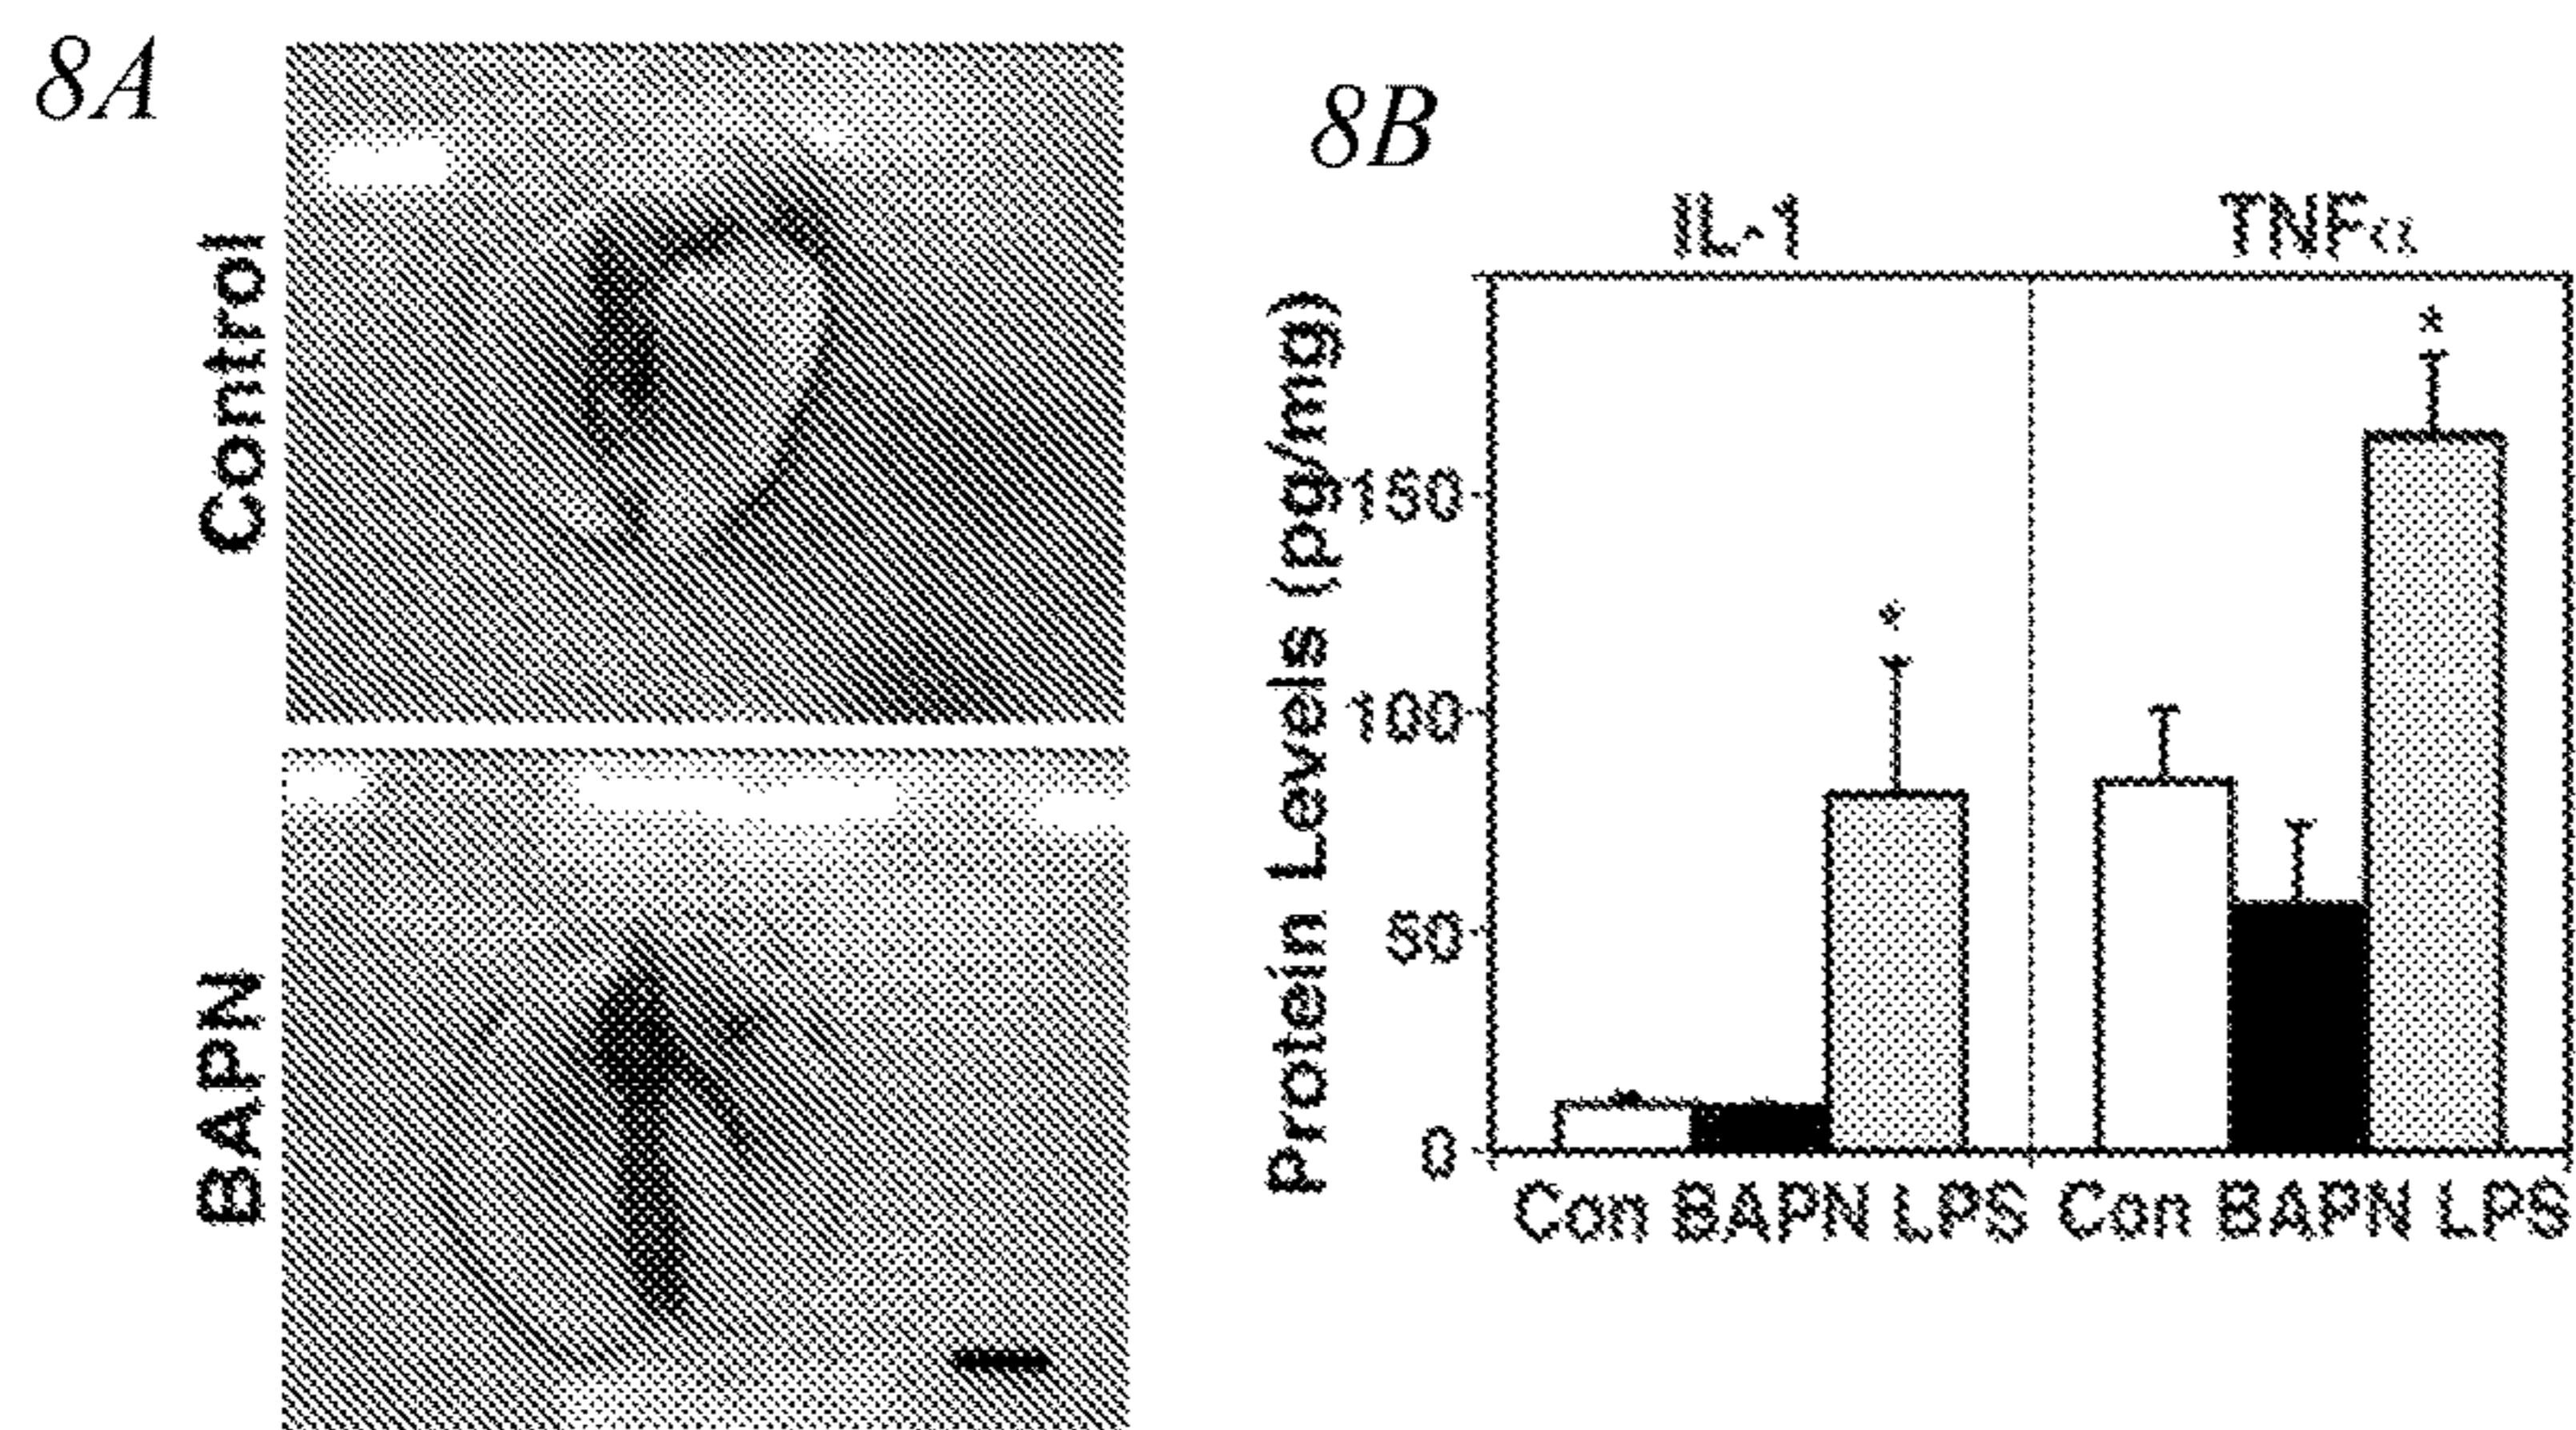 8A
Control
BAPN
8B
IL-1 TNFα
Protein Levels (pg/mg)
150
100
50
0
Con BAPN LPS Con BAPN LPS
* *